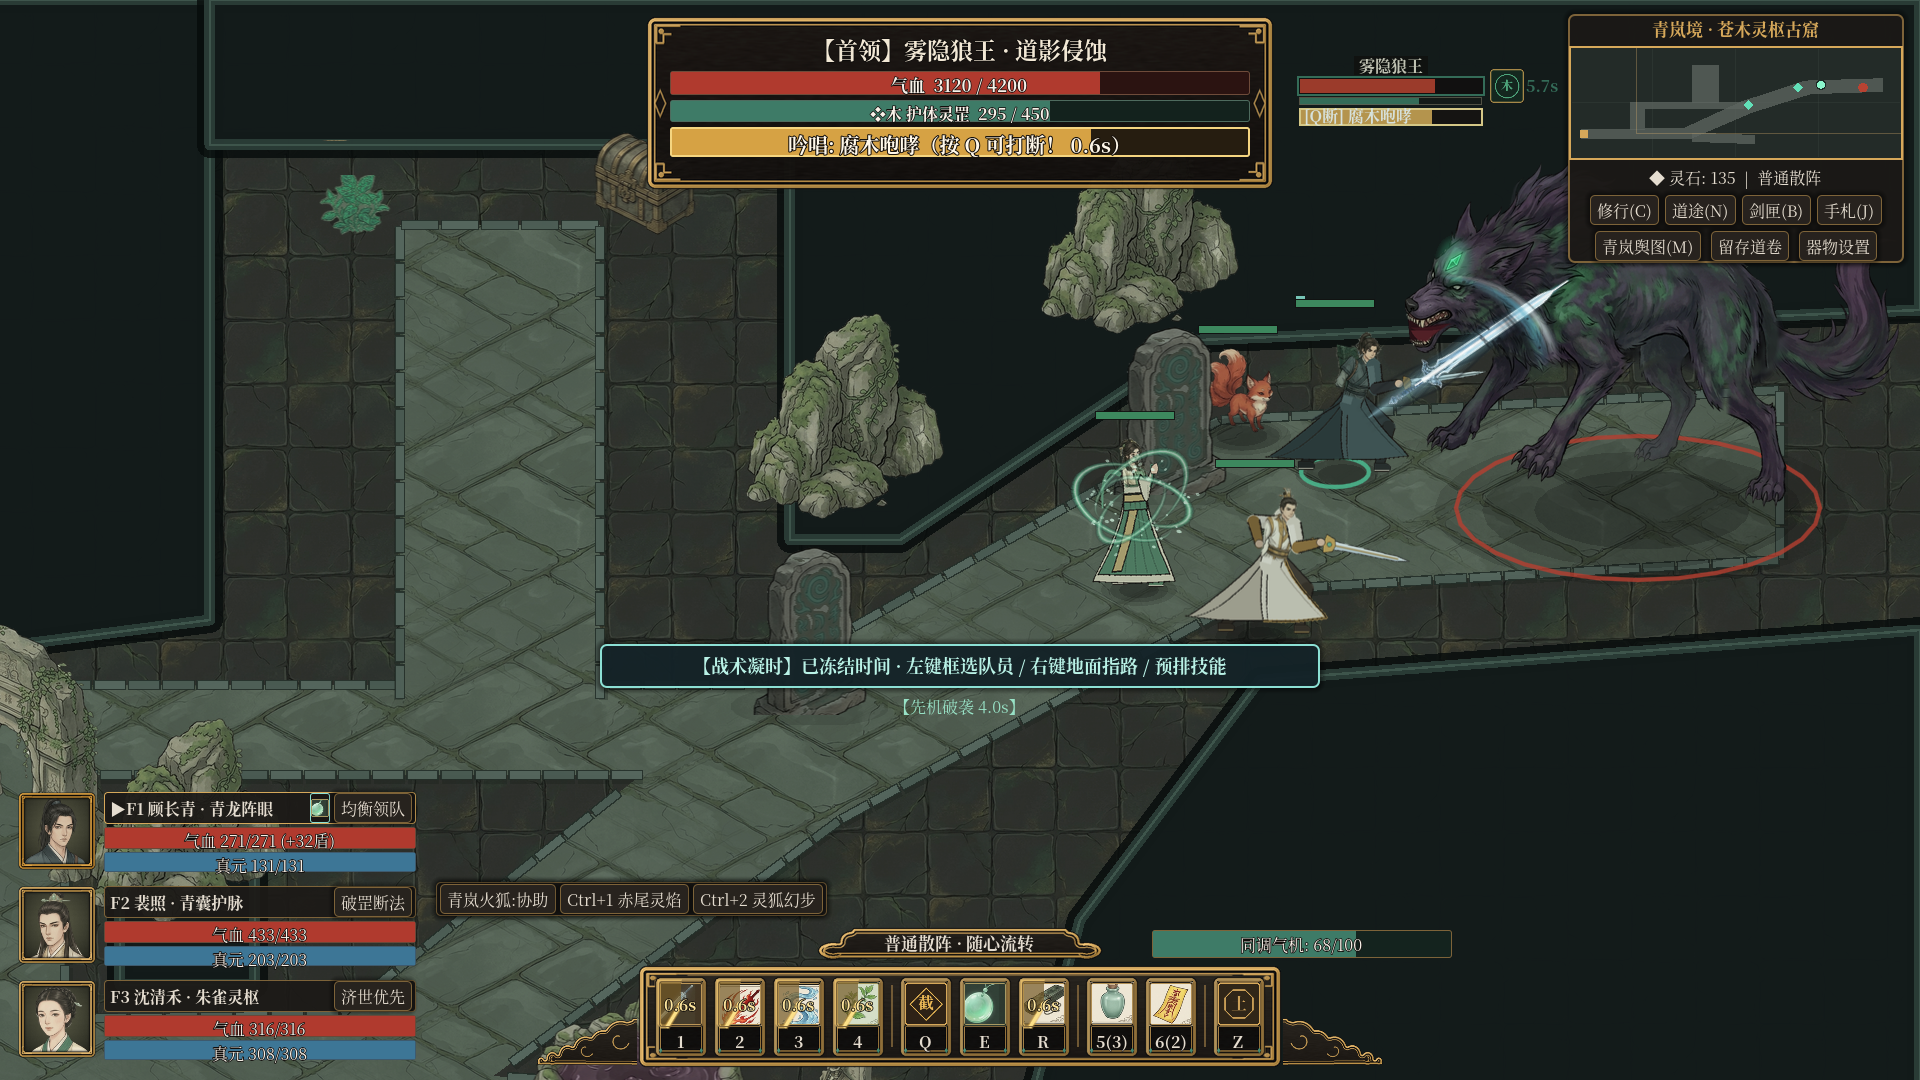 【首领】雾隐狼王 · 道影侵蚀
气血 3120 / 4200
❖木 护体灵罡 295 / 450
吟唱: 腐木咆哮（按 Q 可打断! 0.6s）
雾隐狼王
木 5.7s
[Q断] 腐木咆哮
青岚境 · 苍木灵枢古窟
◆ 灵石: 135 | 普通散阵
修行(C) 道途(N) 剑匣(B) 手札(J)
青岚舆图(M) 留存道卷 器物设置
【战术凝时】已冻结时间 · 左键框选队员 / 右键地面指路 / 预排技能
【先机破袭 4.0s】
▶F1 顾长青 · 青龙阵眼 均衡领队
气血 271/271 (+32盾)
真元 131/131
F2 裴照 · 青囊护脉 破罡断法
气血 433/433
真元 203/203
F3 沈清禾 · 朱雀灵枢 济世优先
气血 316/316
真元 308/308
青岚火狐:协助 Ctrl+1 赤尾灵焰 Ctrl+2 灵狐幻步
普通散阵 · 随心流转
同调气机: 68/100
0.6s 0.6s 0.6s 0.6s 截 0.6s 上
1 2 3 4 Q E R 5(3) 6(2) Z